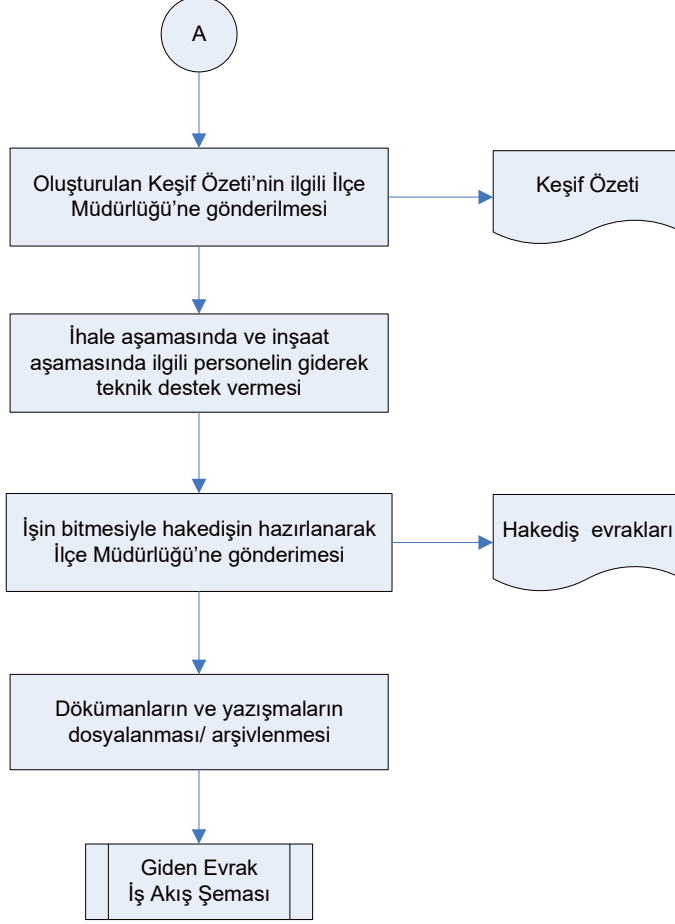 A
Oluşturulan Keşif Özeti’nin ilgili İlçe
Müdürlüğü’ne gönderilmesi
Keşif Özeti
İhale aşamasında ve inşaat
aşamasında ilgili personelin giderek
teknik destek vermesi
İşin bitmesiyle hakedişin hazırlanarak
İlçe Müdürlüğü’ne gönderimesi
Hakediş evrakları
Dökümanların ve yazışmaların
dosyalanması/ arşivlenmesi
Giden Evrak
İş Akış Şeması